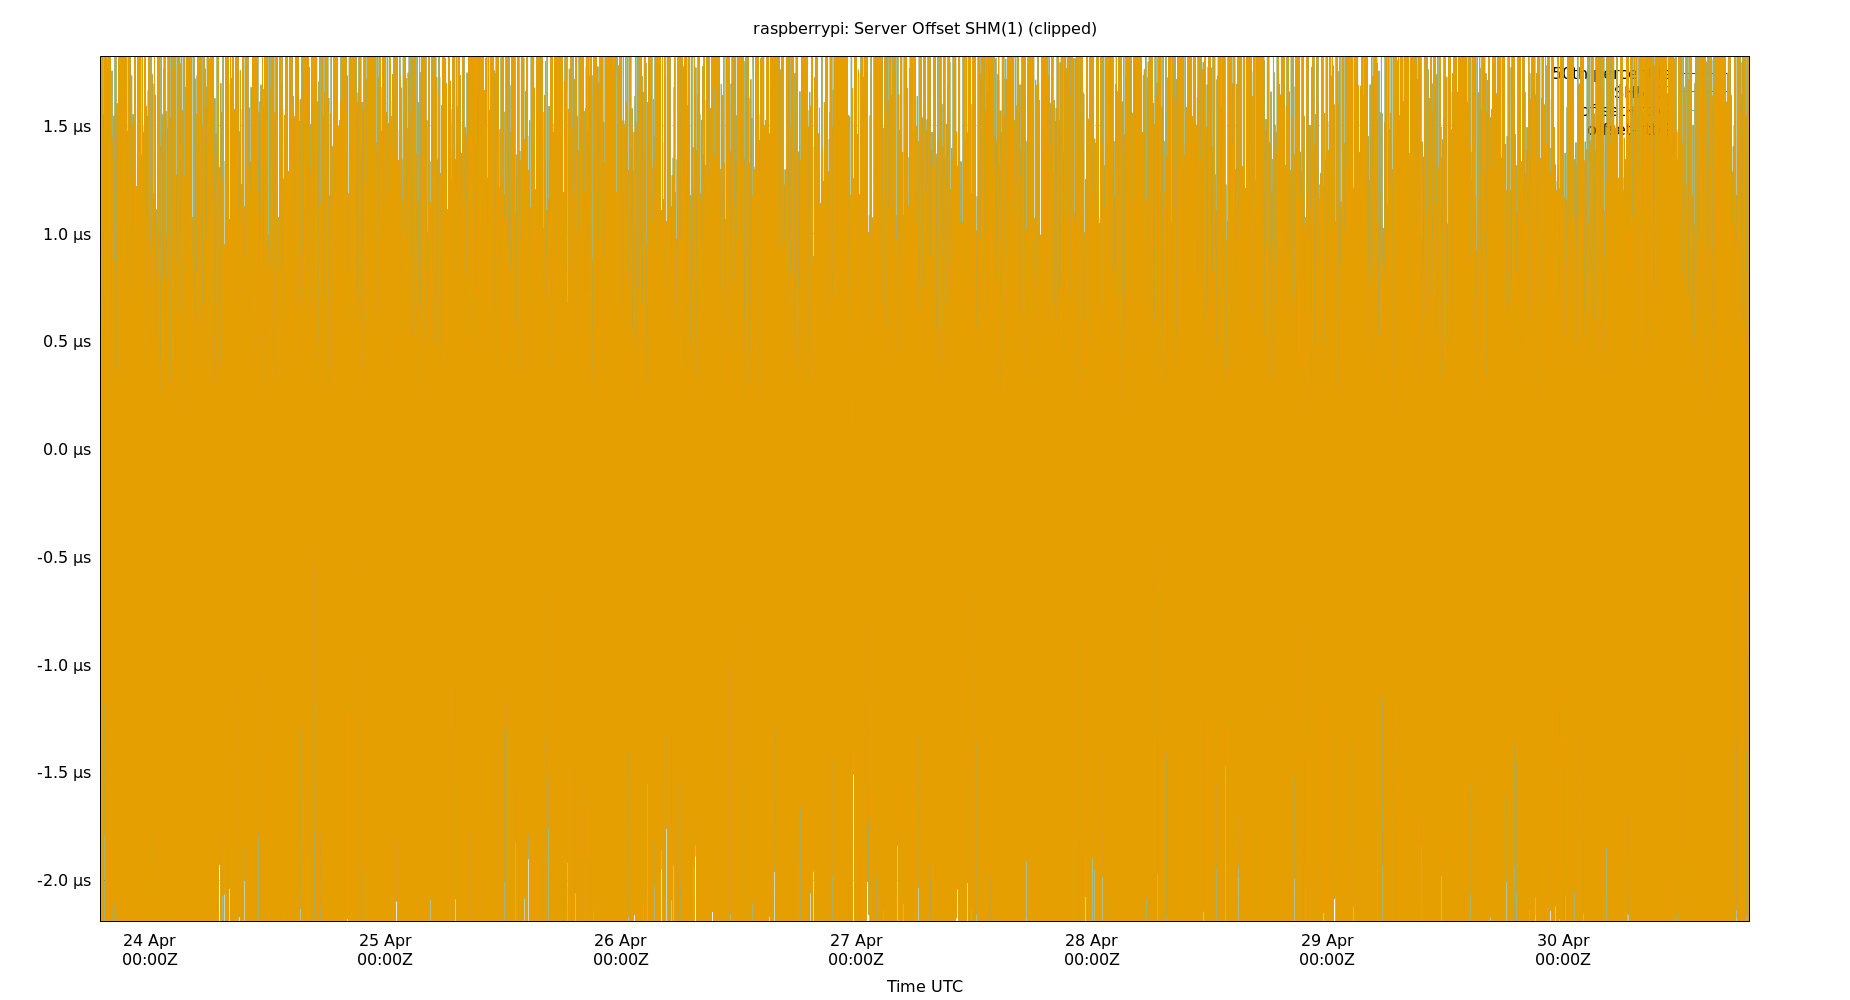 raspberrypi: Server Offset SHM(1) (clipped)
50th
1.5 µs
1.0 µs
0.5 µs
0.0 µs
-0.5 µs
-1.0 µs
-1.5 µs
-2.0 µs
24 Apr 25 Apr 26 Apr 27 Apr 28 Apr 29 Apr 30 Apr
00:00Z 00:00Z 00:00Z 00:00Z 00:00Z 00:00Z 00:00Z
Time UTC